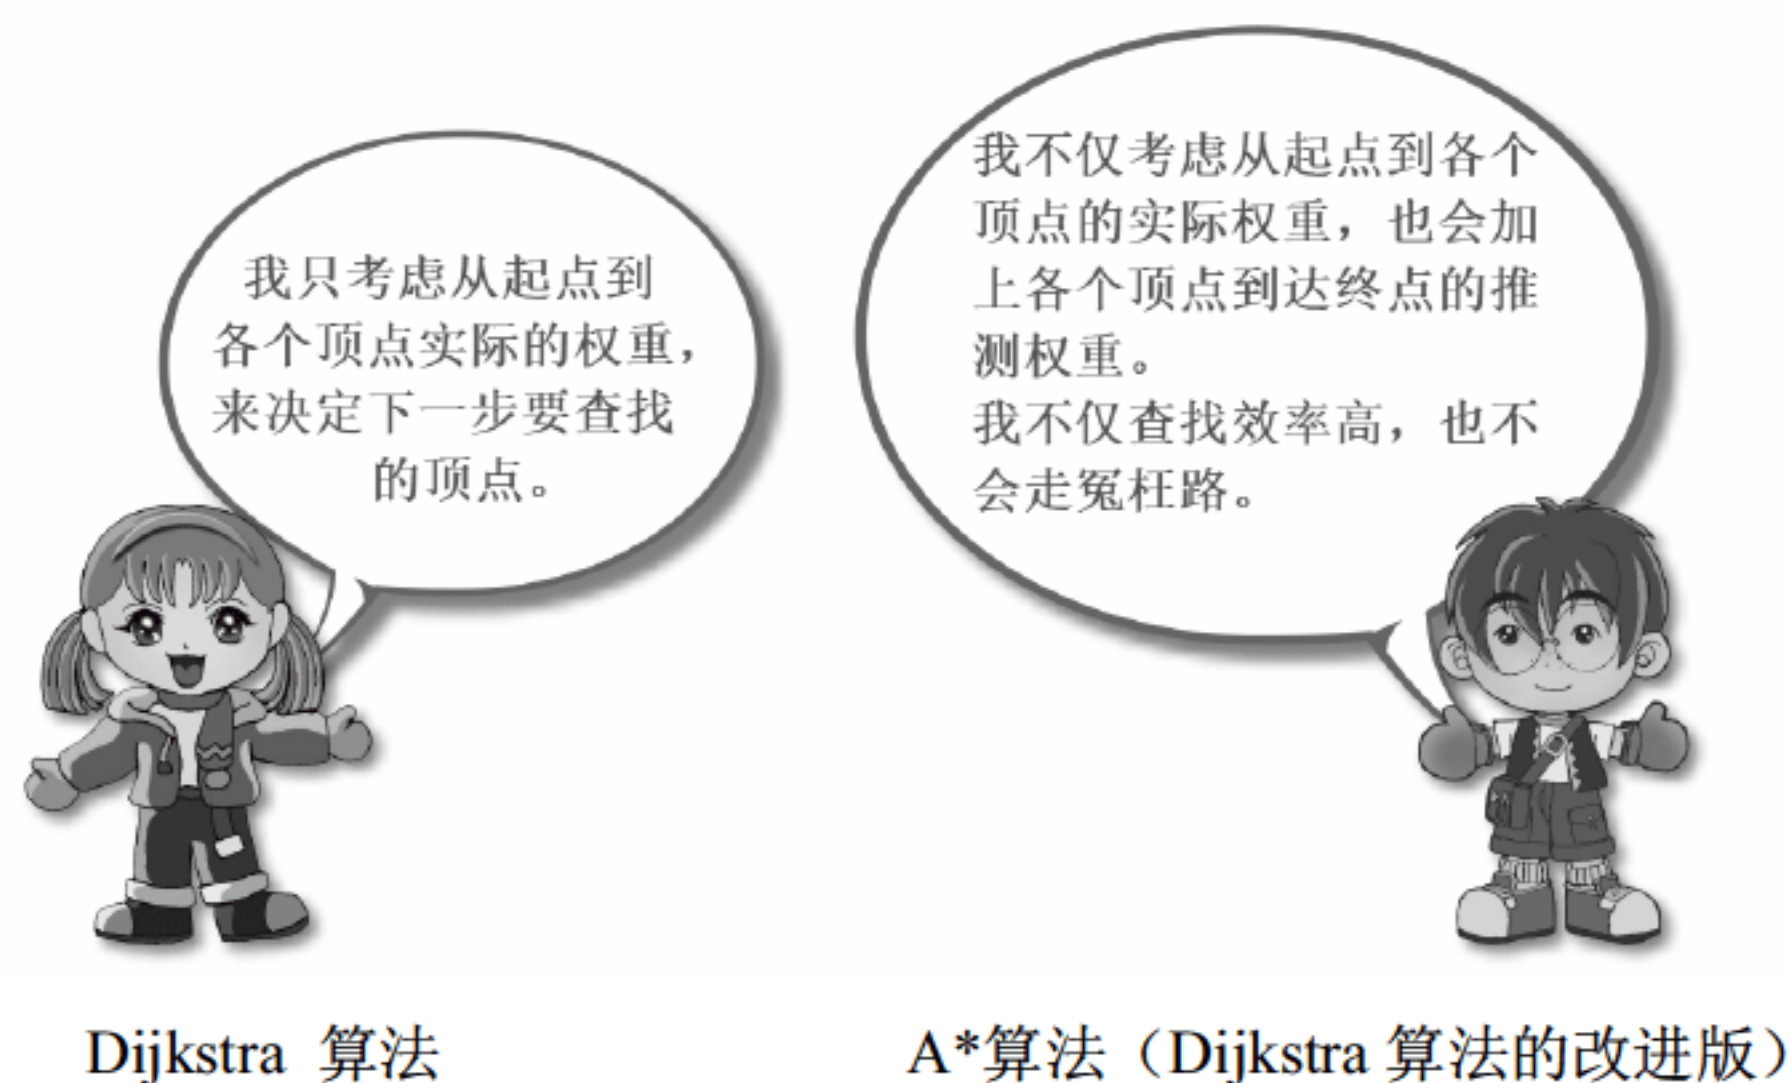 我只考虑从起点到
各个顶点实际的权重，
来决定下一步要查找
的顶点。
我不仅考虑从起点到各个
顶点的实际权重，也会加
上各个顶点到达终点的推
测权重。
我不仅查找效率高，也不
会走冤枉路。
Dijkstra 算法
A*算法（Dijkstra 算法的改进版）